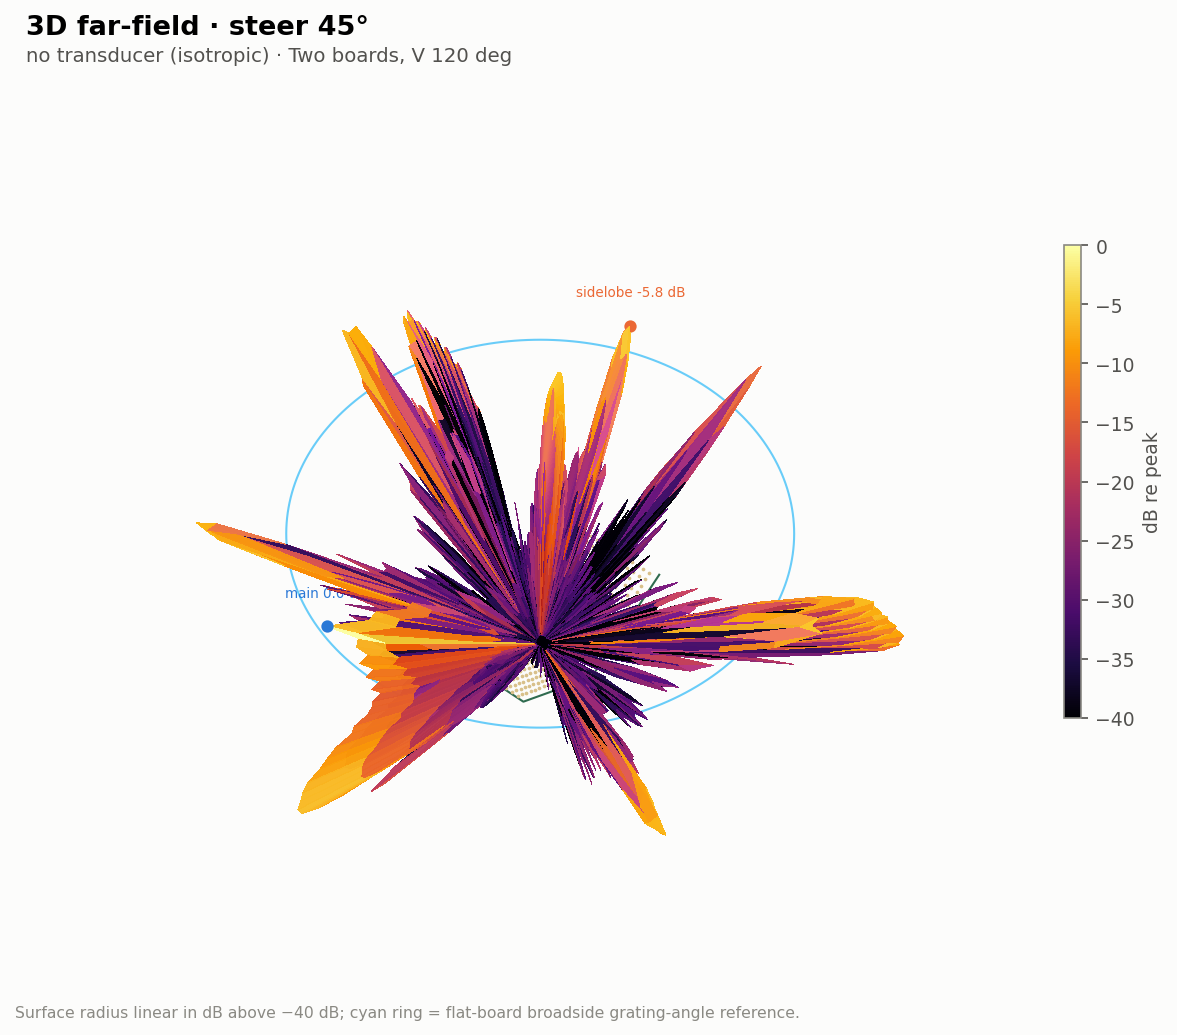 3D far-field · steer 45°
no transducer (isotropic) · Two boards, V 120 deg
sidelobe -5.8 dB
main 0.0
0
−5
−10
−15
−20
−25
−30
−35
−40
dB re peak
Surface radius linear in dB above −40 dB; cyan ring = flat-board broadside grating-angle reference.